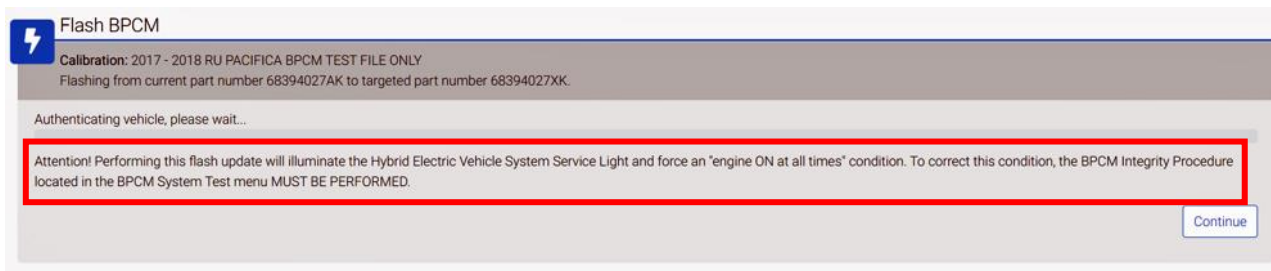 Flash BPCM
Calibration: 2017 - 2018 RU PACIFICA BPCM TEST FILE ONLY
Flashing from current part number 68394027AK to targeted part number 68394027XK.
Authenticating vehicle, please wait...
Attention! Performing this flash update will illuminate the Hybrid Electric Vehicle System Service Light and force an "engine ON at all times" condition. To correct this condition, the BPCM Integrity Procedure
located in the BPCM System Test menu MUST BE PERFORMED.
Continue